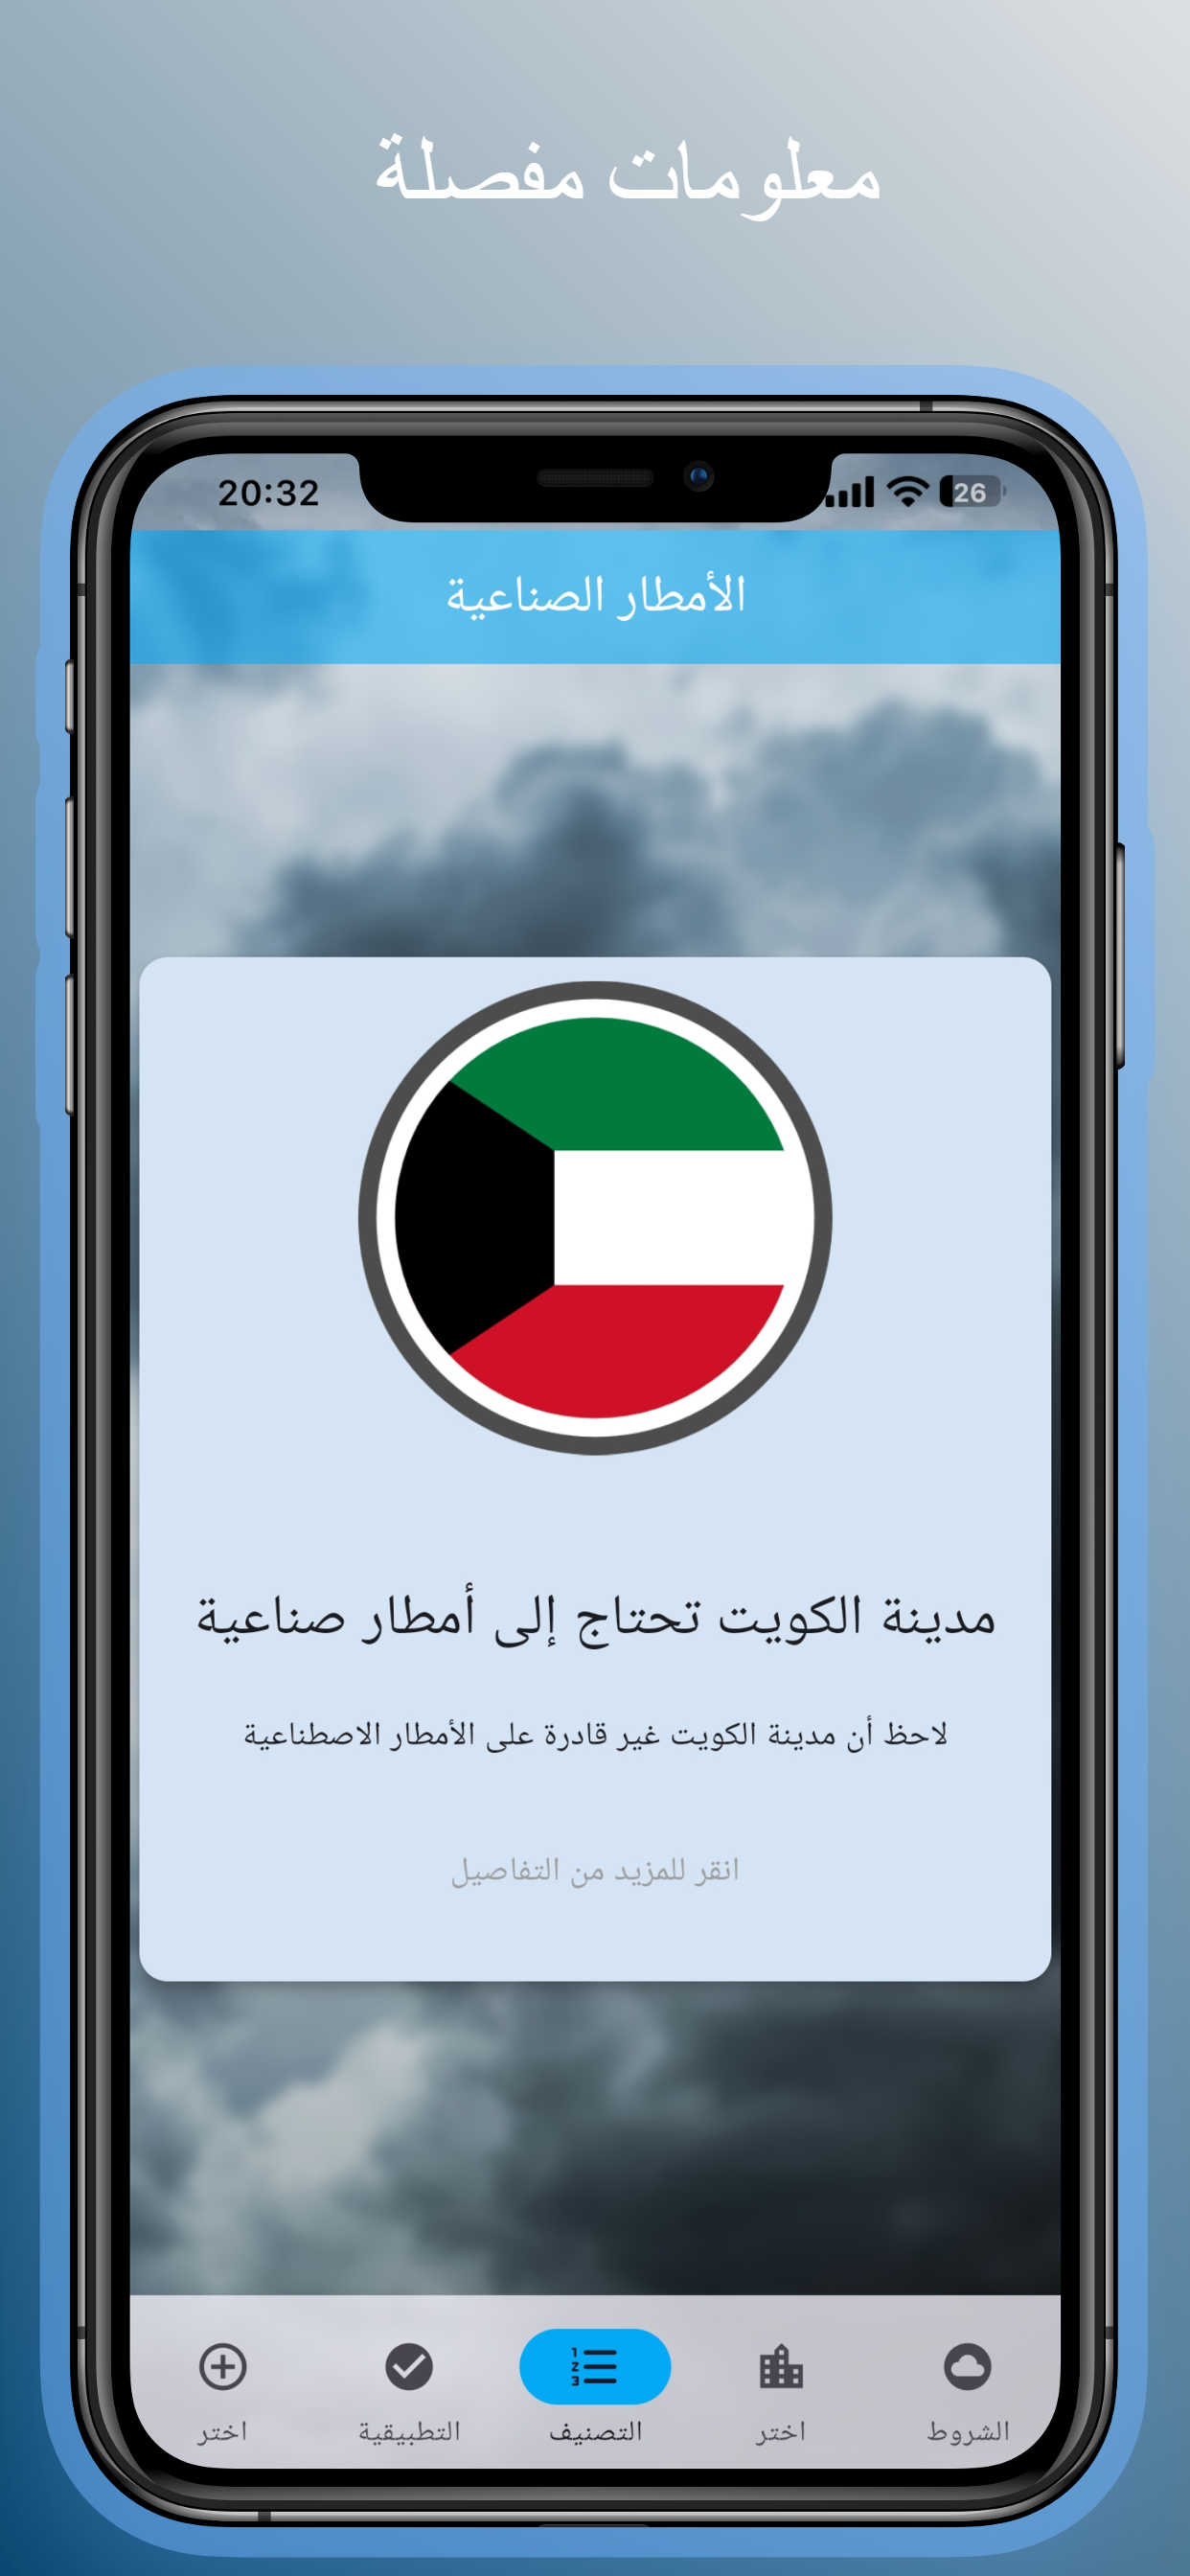 معلومات مفصلة
20:32
26
الأمطار الصناعية
مدينة الكويت تحتاج إلى أمطار صناعية
لاحظ أن مدينة الكويت غير قادرة على الأمطار الاصطناعية
انقر للمزيد من التفاصيل
الشروط
اختر
التصنيف
التطبيقية
اختر